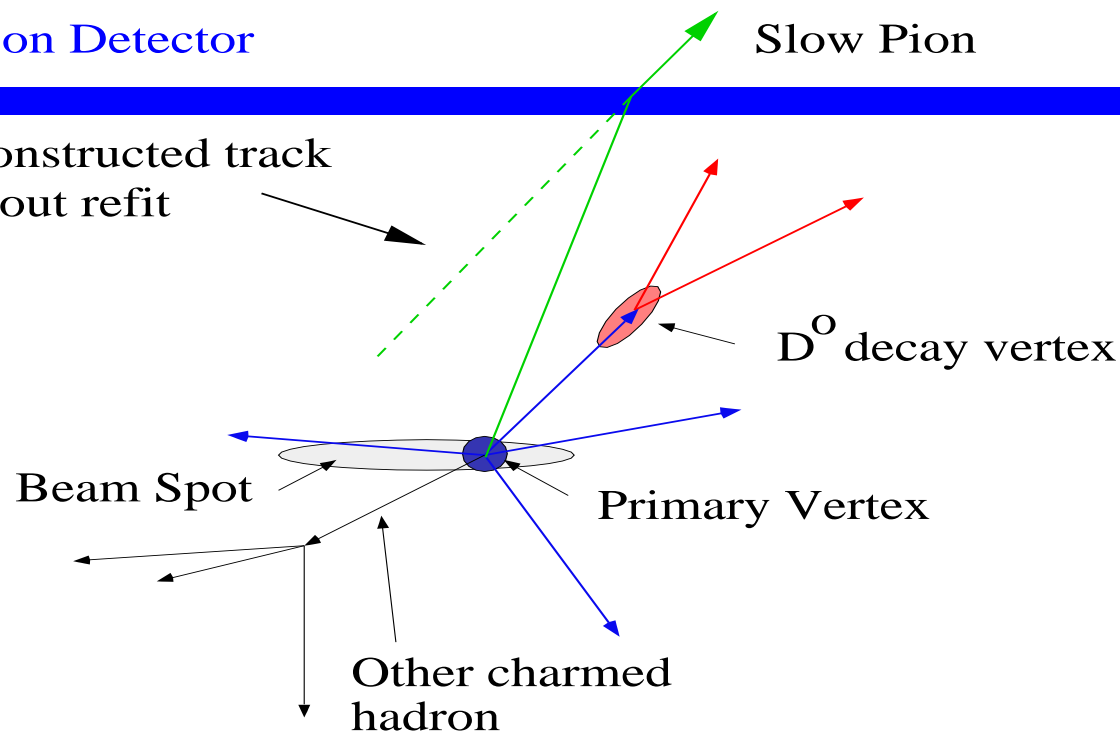 on Detector
Slow Pion
onstructed track
out refit
D⁰ decay vertex
Beam Spot
Primary Vertex
Other charmed
hadron